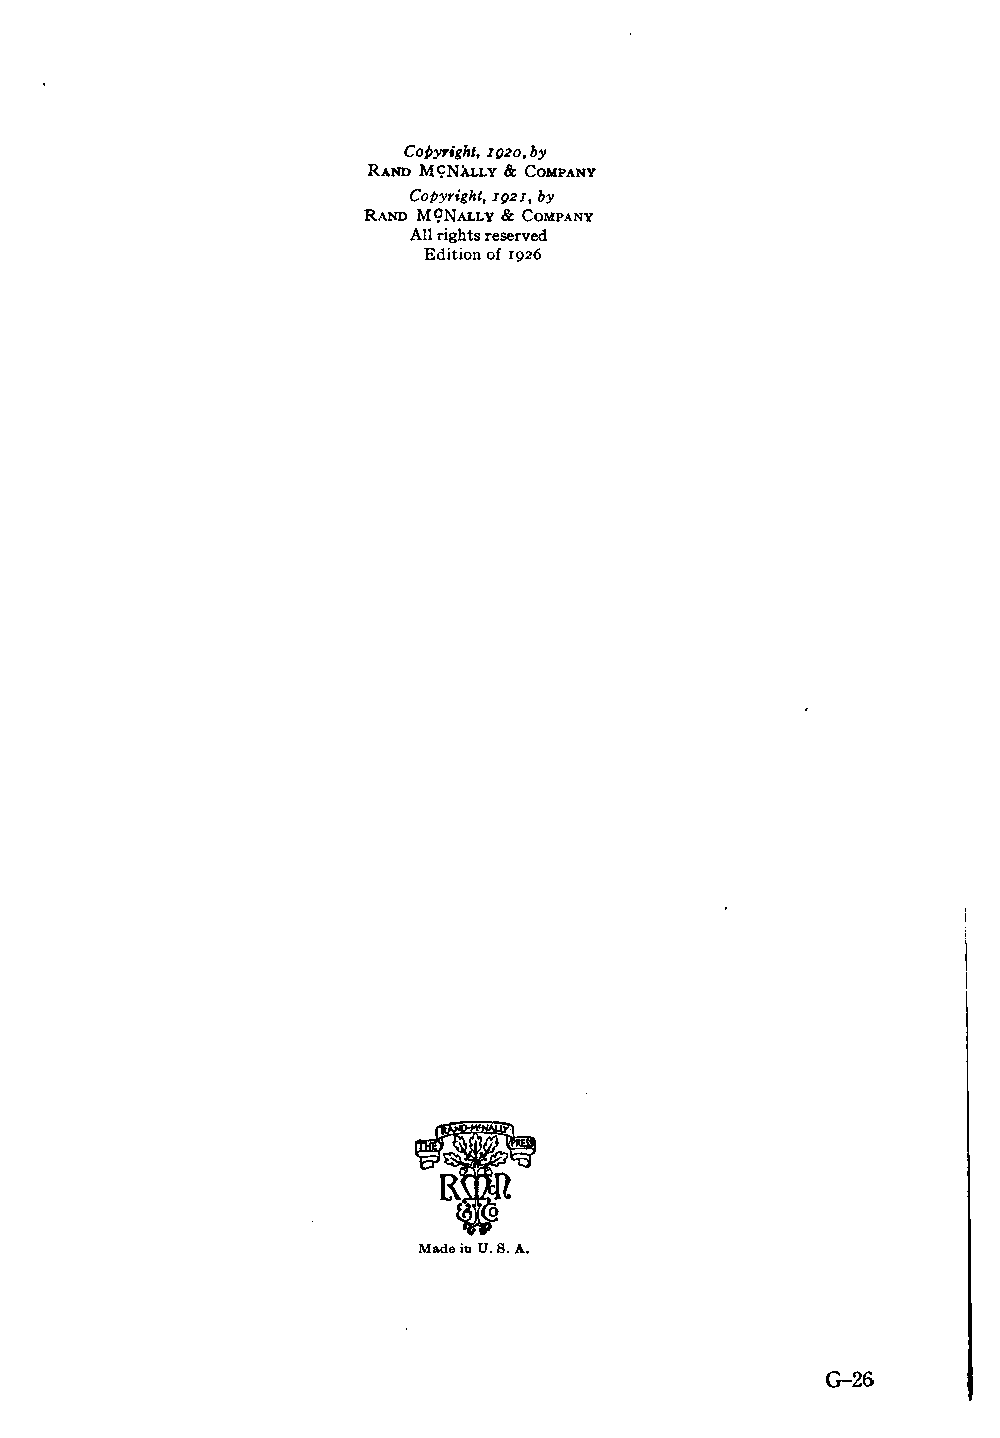 Copyright, 1920, by
RAND MCNALLY & COMPANY
Copyright, 1921, by
RAND MCNALLY & COMPANY
All rights reserved
Edition of 1926
THE RAND-MCNALLY PRESS
RMCN
& CO
Made in U. S. A.
G-26